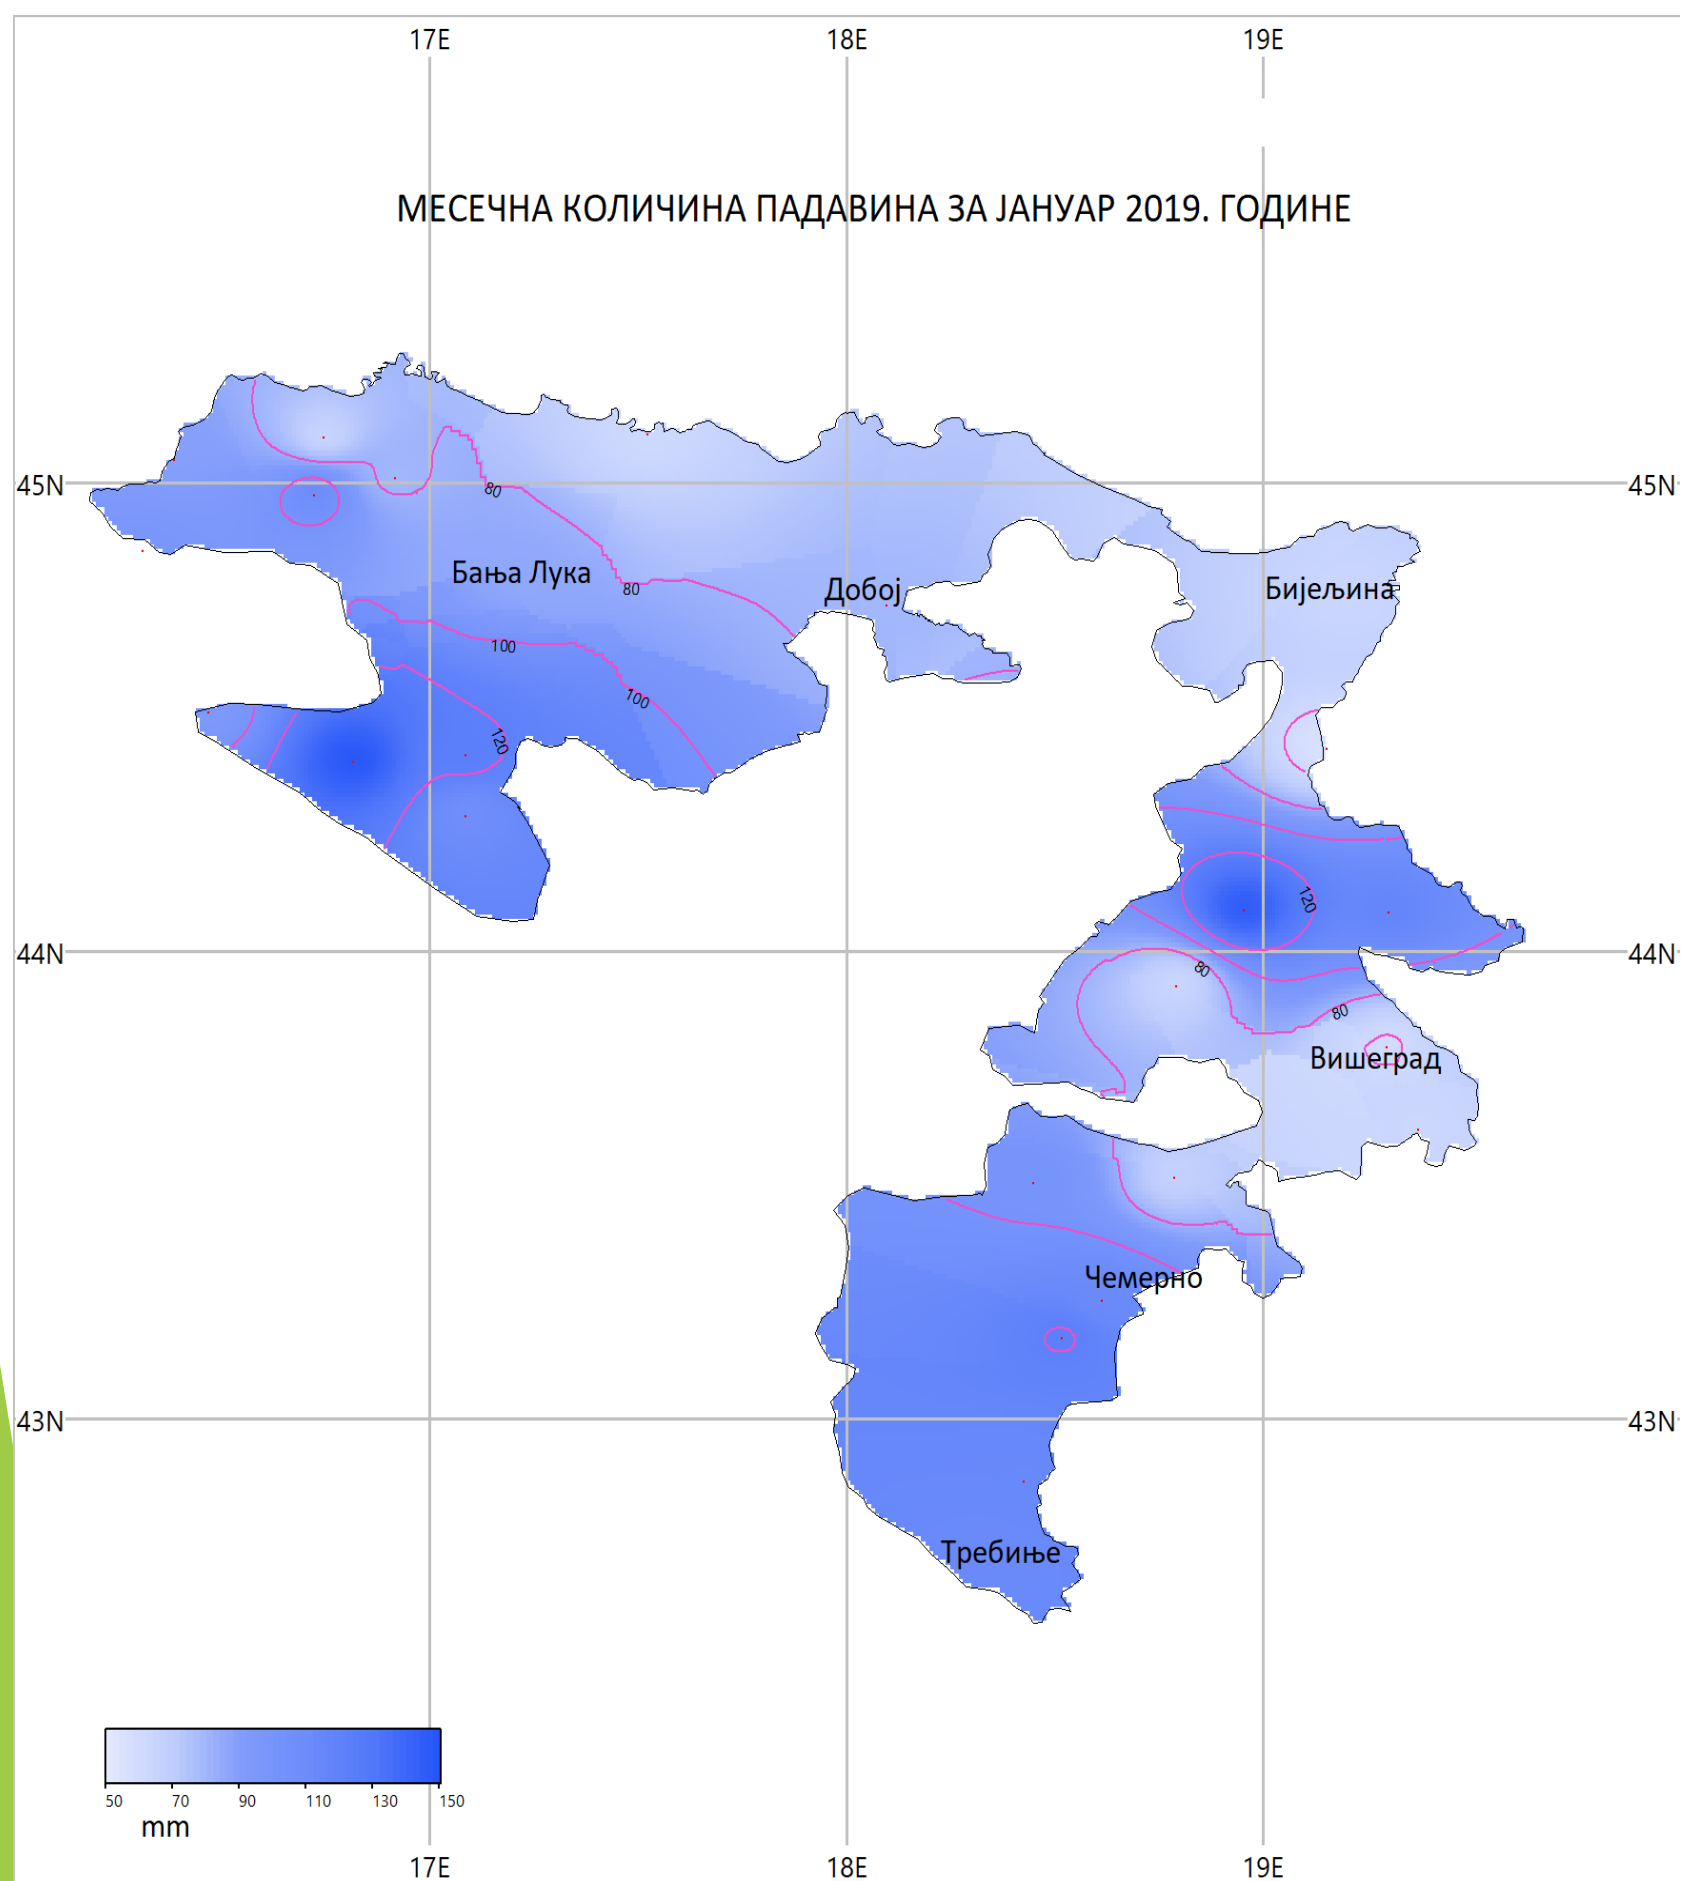 17E 18E 19E
МЕСЕЧНА КОЛИЧИНА ПАДАВИНА ЗА ЈАНУАР 2019. ГОДИНЕ
45N 45N
80
Бања Лука
80
Добој
Бијељина
100
100
120
120
44N 44N
80
80
Вишеград
Чемерно
43N 43N
Требиње
50 70 90 110 130 150
mm
17E 18E 19E